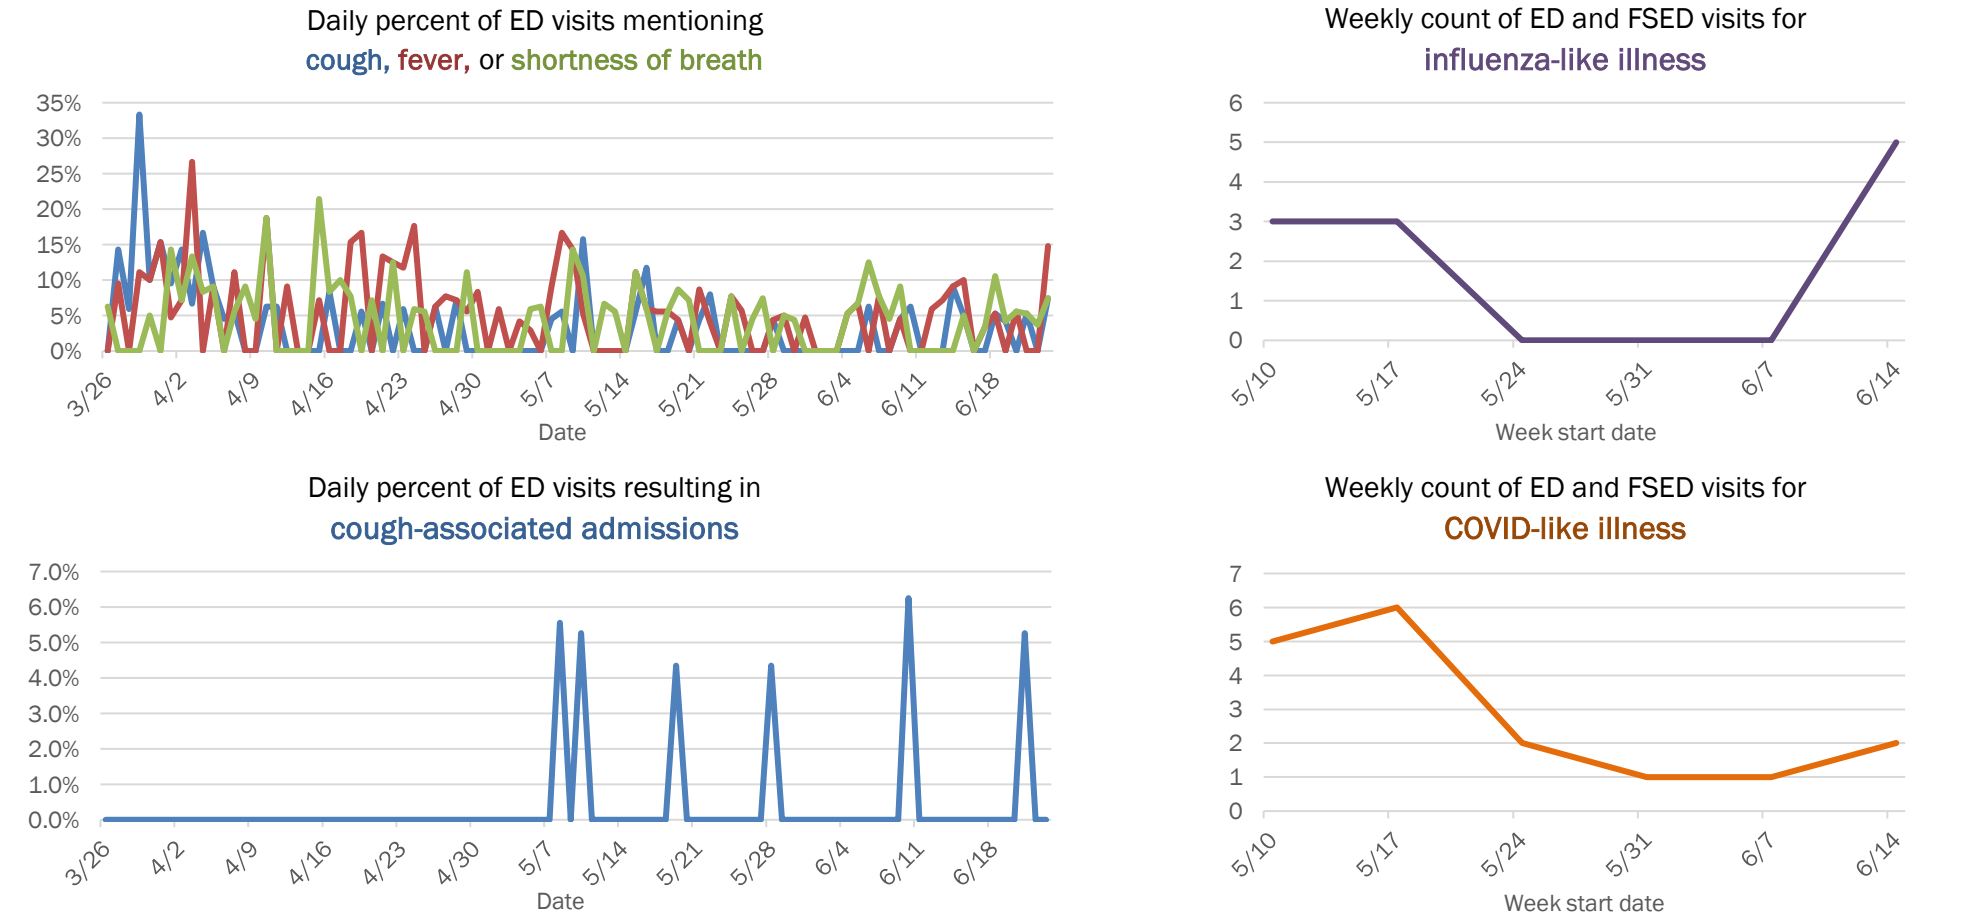 Daily percent of ED visits mentioning
cough, fever, or shortness of breath
35%
30%
25%
20%
15%
10%
5%
0%
3/26 4/2 4/9 4/16 4/23 4/30 5/7 5/14 5/21 5/28 6/4 6/11 6/18
Date
Weekly count of ED and FSED visits for
influenza-like illness
6
5
4
3
2
1
0
5/10 5/17 5/24 5/31 6/7 6/14
Week start date
Daily percent of ED visits resulting in
cough-associated admissions
7.0%
6.0%
5.0%
4.0%
3.0%
2.0%
1.0%
0.0%
3/26 4/2 4/9 4/16 4/23 4/30 5/7 5/14 5/21 5/28 6/4 6/11 6/18
Date
Weekly count of ED and FSED visits for
COVID-like illness
7
6
5
4
3
2
1
0
5/10 5/17 5/24 5/31 6/7 6/14
Week start date